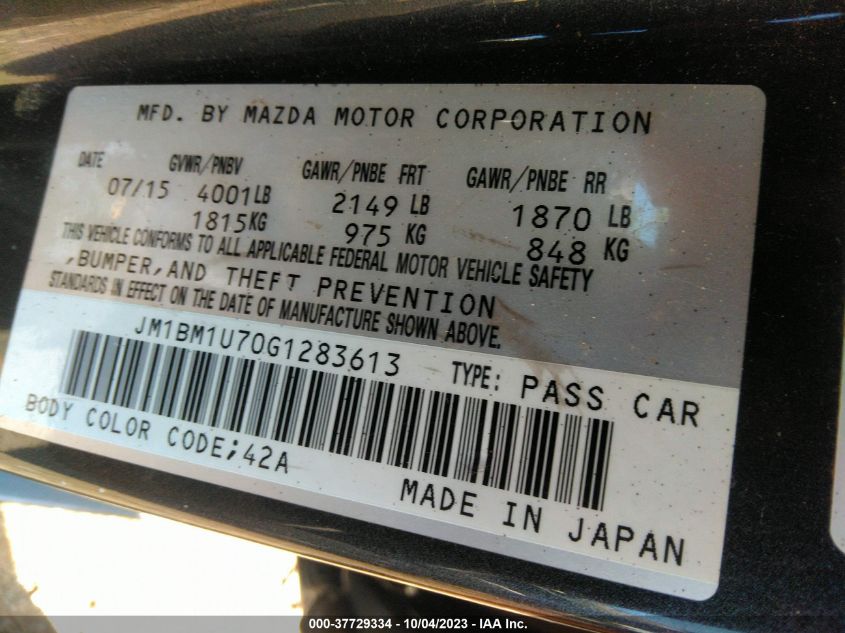 MFD. BY MAZDA MOTOR CORPORATION
DATE GVWR/PNBV GAWR/PNBE FRT GAWR/PNBE RR
07/15 4001LB 2149 LB 1870 LB
1815KG 975 KG 848 KG
THIS VEHICLE CONFORMS TO ALL APPLICABLE FEDERAL MOTOR VEHICLE SAFETY
,BUMPER,AND THEFT PREVENTION
STANDARDS IN EFFECT ON THE DATE OF MANUFACTURE SHOWN ABOVE.
JM1BM1U70G1283613 TYPE: PASS CAR
BODY COLOR CODE;42A
MADE IN JAPAN
000-37729334 - 10/04/2023 - IAA Inc.